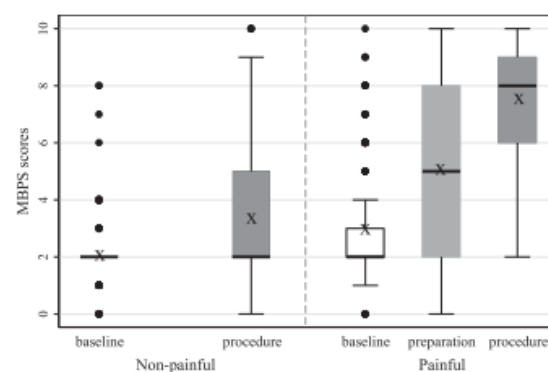 MBPS scores
10
8
6
4
2
0
X
X
X
X
X
baseline procedure baseline preparation procedure
Non-painful Painful